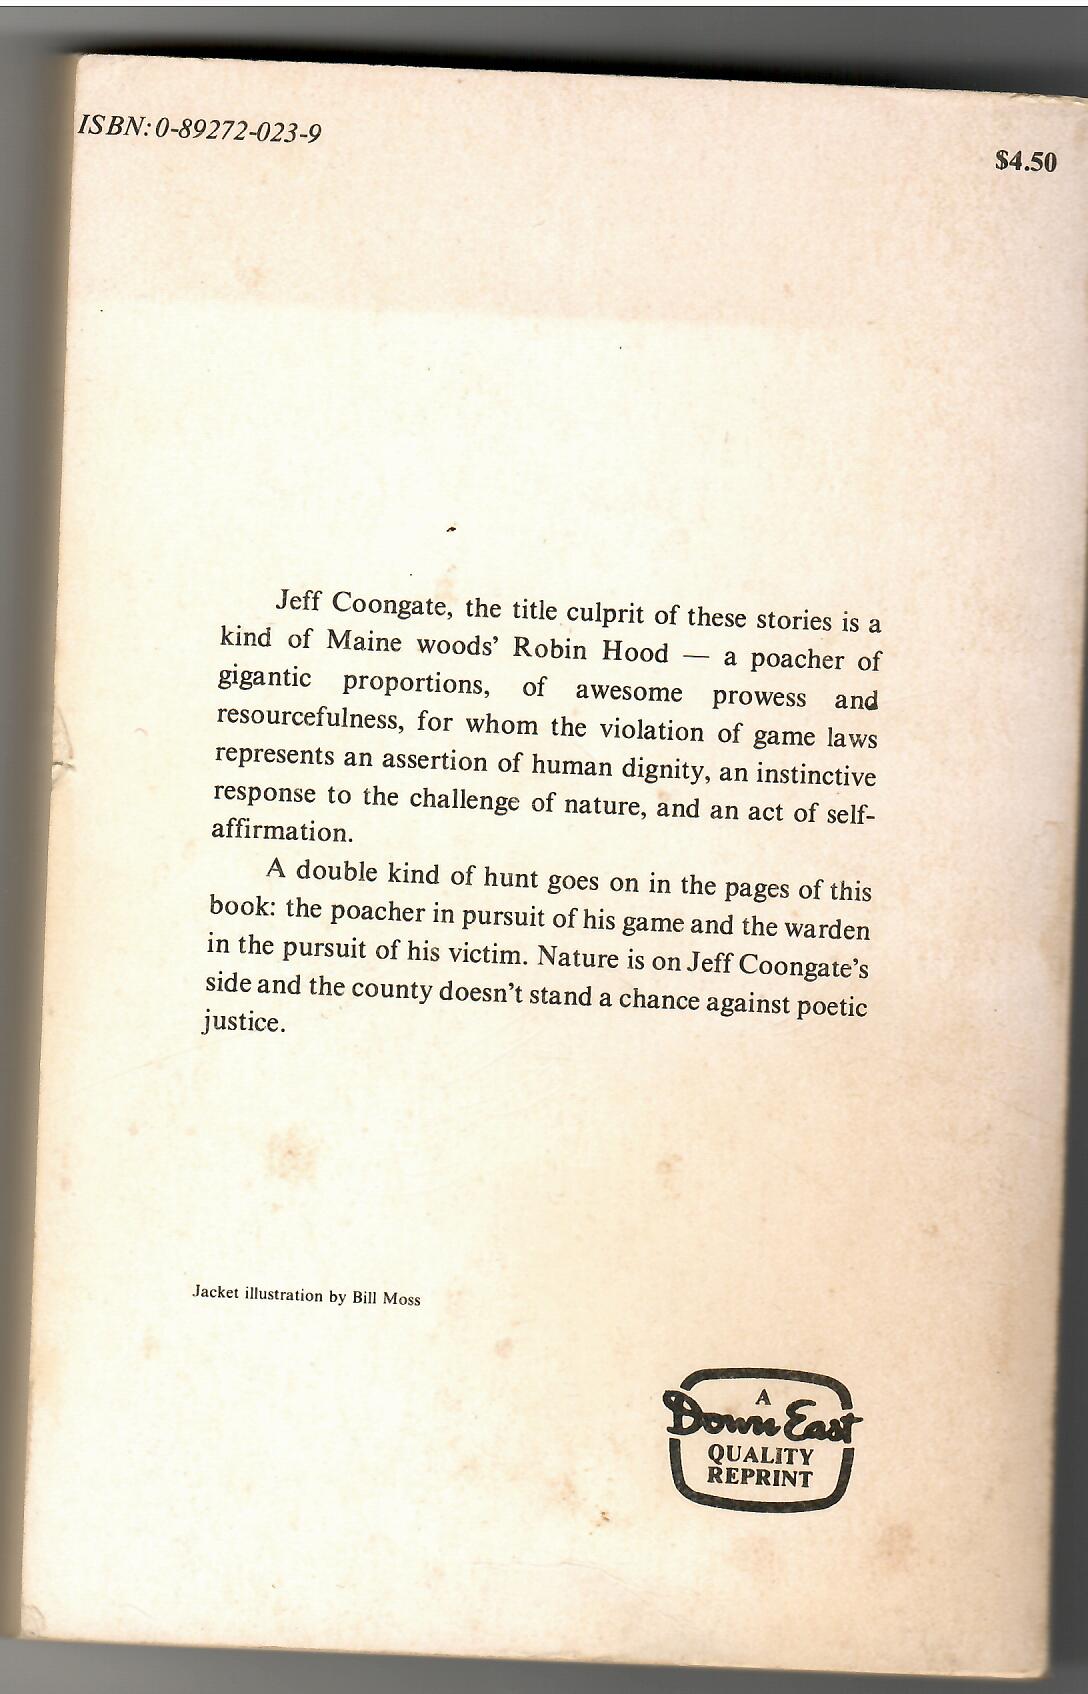 ISBN: 0-89272-023-9
$4.50
Jeff Coongate, the title culprit of these stories is a
kind of Maine woods' Robin Hood — a poacher of
gigantic proportions, of awesome prowess and
resourcefulness, for whom the violation of game laws
represents an assertion of human dignity, an instinctive
response to the challenge of nature, and an act of self-
affirmation.
A double kind of hunt goes on in the pages of this
book: the poacher in pursuit of his game and the warden
in the pursuit of his victim. Nature is on Jeff Coongate's
side and the county doesn't stand a chance against poetic
justice.
Jacket illustration by Bill Moss
A
Down East
QUALITY
REPRINT